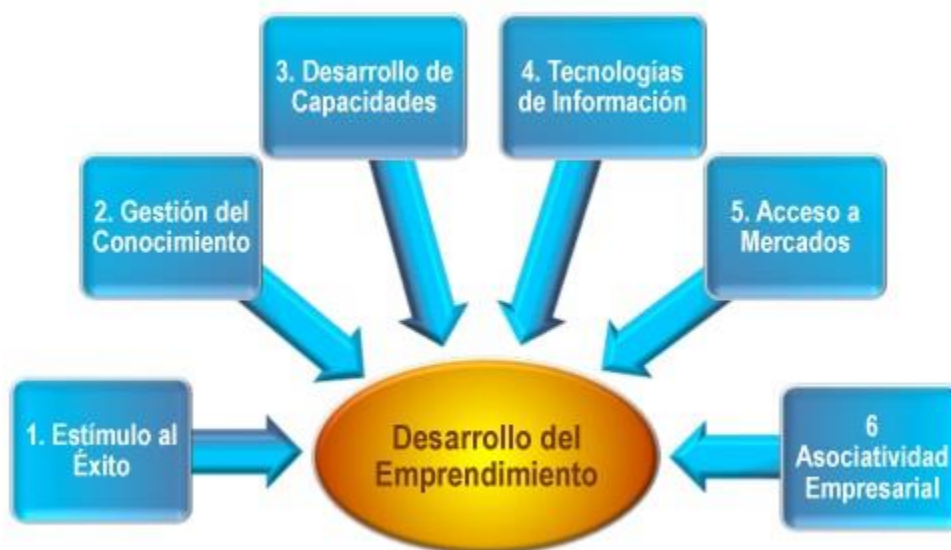 1. Estímulo al
Éxito
2. Gestión del
Conocimiento
3. Desarrollo de
Capacidades
4. Tecnologías
de Información
5. Acceso a
Mercados
6
Asociatividad
Empresarial
Desarrollo del
Emprendimiento